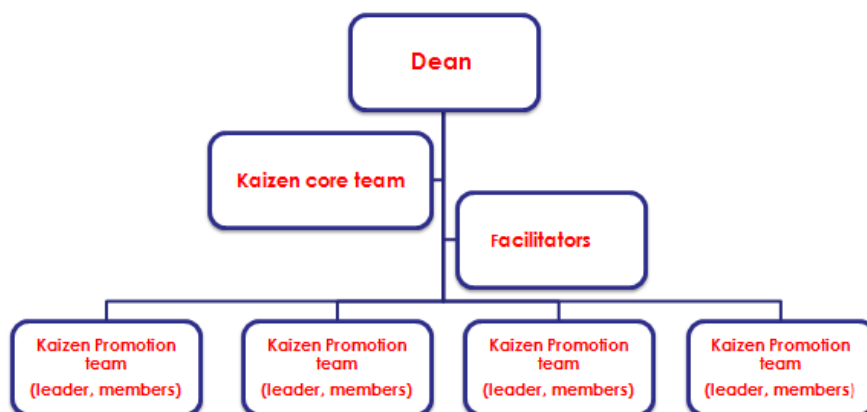 Dean
Kaizen core team
Facilitators
Kaizen Promotion
team
(leader, members)
Kaizen Promotion
team
(leader, members)
Kaizen Promotion
team
(leader, members)
Kaizen Promotion
team
(leader, members)